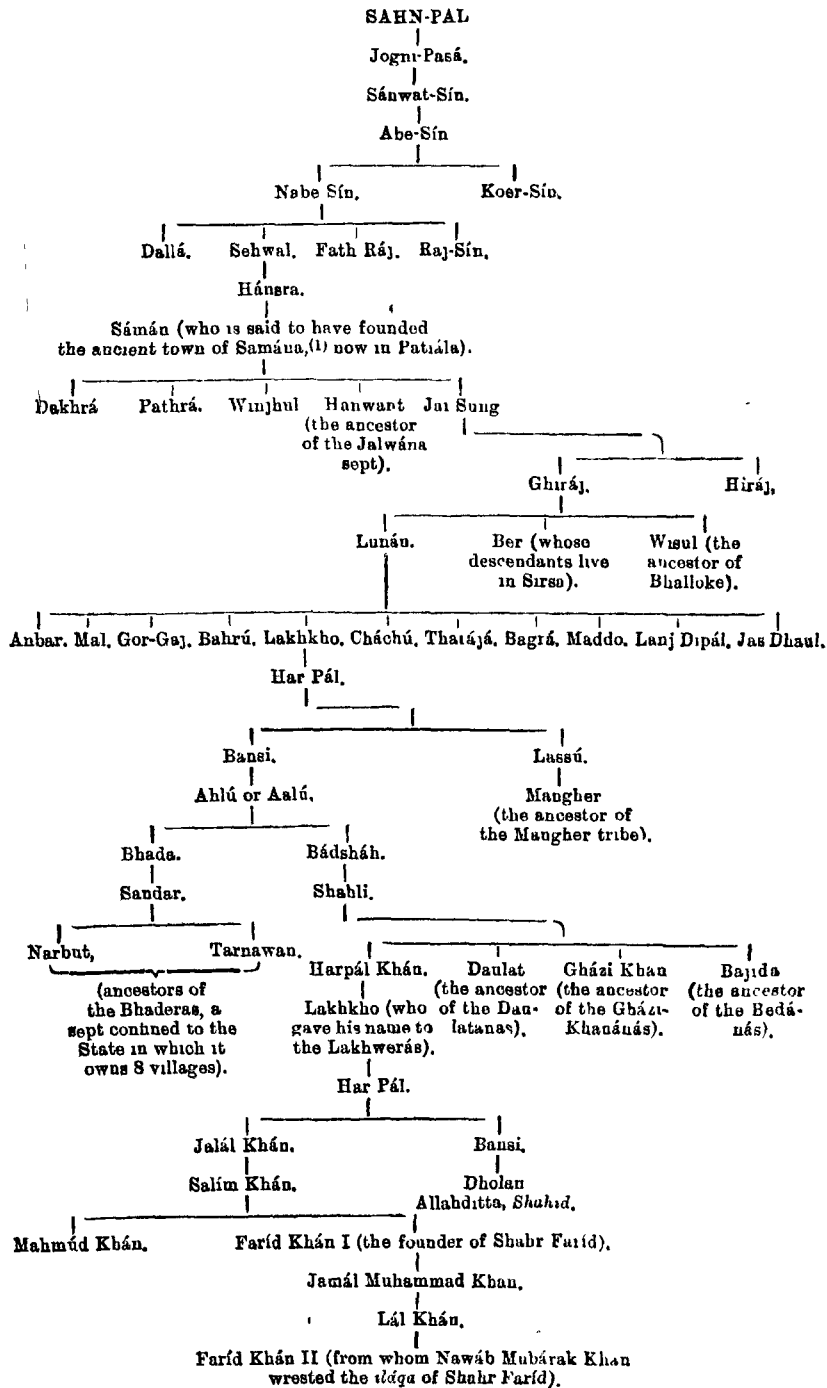 SAHN-PAL
Jogni-Pasá.
Sánwat-Sín.
Abe-Sín
Nabe Sín. Koer-Sín.
Dallá. Sehwal. Fath Ráj. Raj-Sín.
Hánsra.
Sámán (who is said to have founded
the ancient town of Samána,(1) now in Patiála).
Dakhrá Pathrá. Winjhul Hanwant Jai Sung
(the ancestor
of the Jalwána
sept).
Ghiráj. Hiráj.
Lunán. Ber (whose Wisul (the
descendants live ancestor of
in Sirsa). Bhalloke).
Anbar. Mal. Gor-Gaj. Bahrú. Lakhkho. Cháchú. Tharájá. Bagrá. Maddo. Lanj Dipál. Jas Dhaul.
Har Pál.
Bansi. Lassú.
Ahlú or Aalú. Mangher
(the ancestor of
the Mangher tribe).
Bhada. Bádsháh.
Sandar. Shahli.
Narbut, Tarnawan. Harpál Khán. Daulat Gházi Khan Bajida
(ancestors of (the ancestor (the ancestor (the ancestor
the Bhaderas, a Lakhkho (who of the Dau- of the Gházi- of the Bedá-
sept confined to the gave his name to latanas). Khanánás). nás).
State in which it the Lakhwerás).
owns 8 villages).
Har Pál.
Jalál Khán. Bansi.
Salím Khán. Dholan
Allahditta, Shahid.
Mahmúd Khán. Faríd Khán I (the founder of Shahr Faríd).
Jamál Muhammad Khan.
Lál Khán.
Faríd Khán II (from whom Nawáb Mubárak Khan
wrested the ilága of Shahr Faríd).